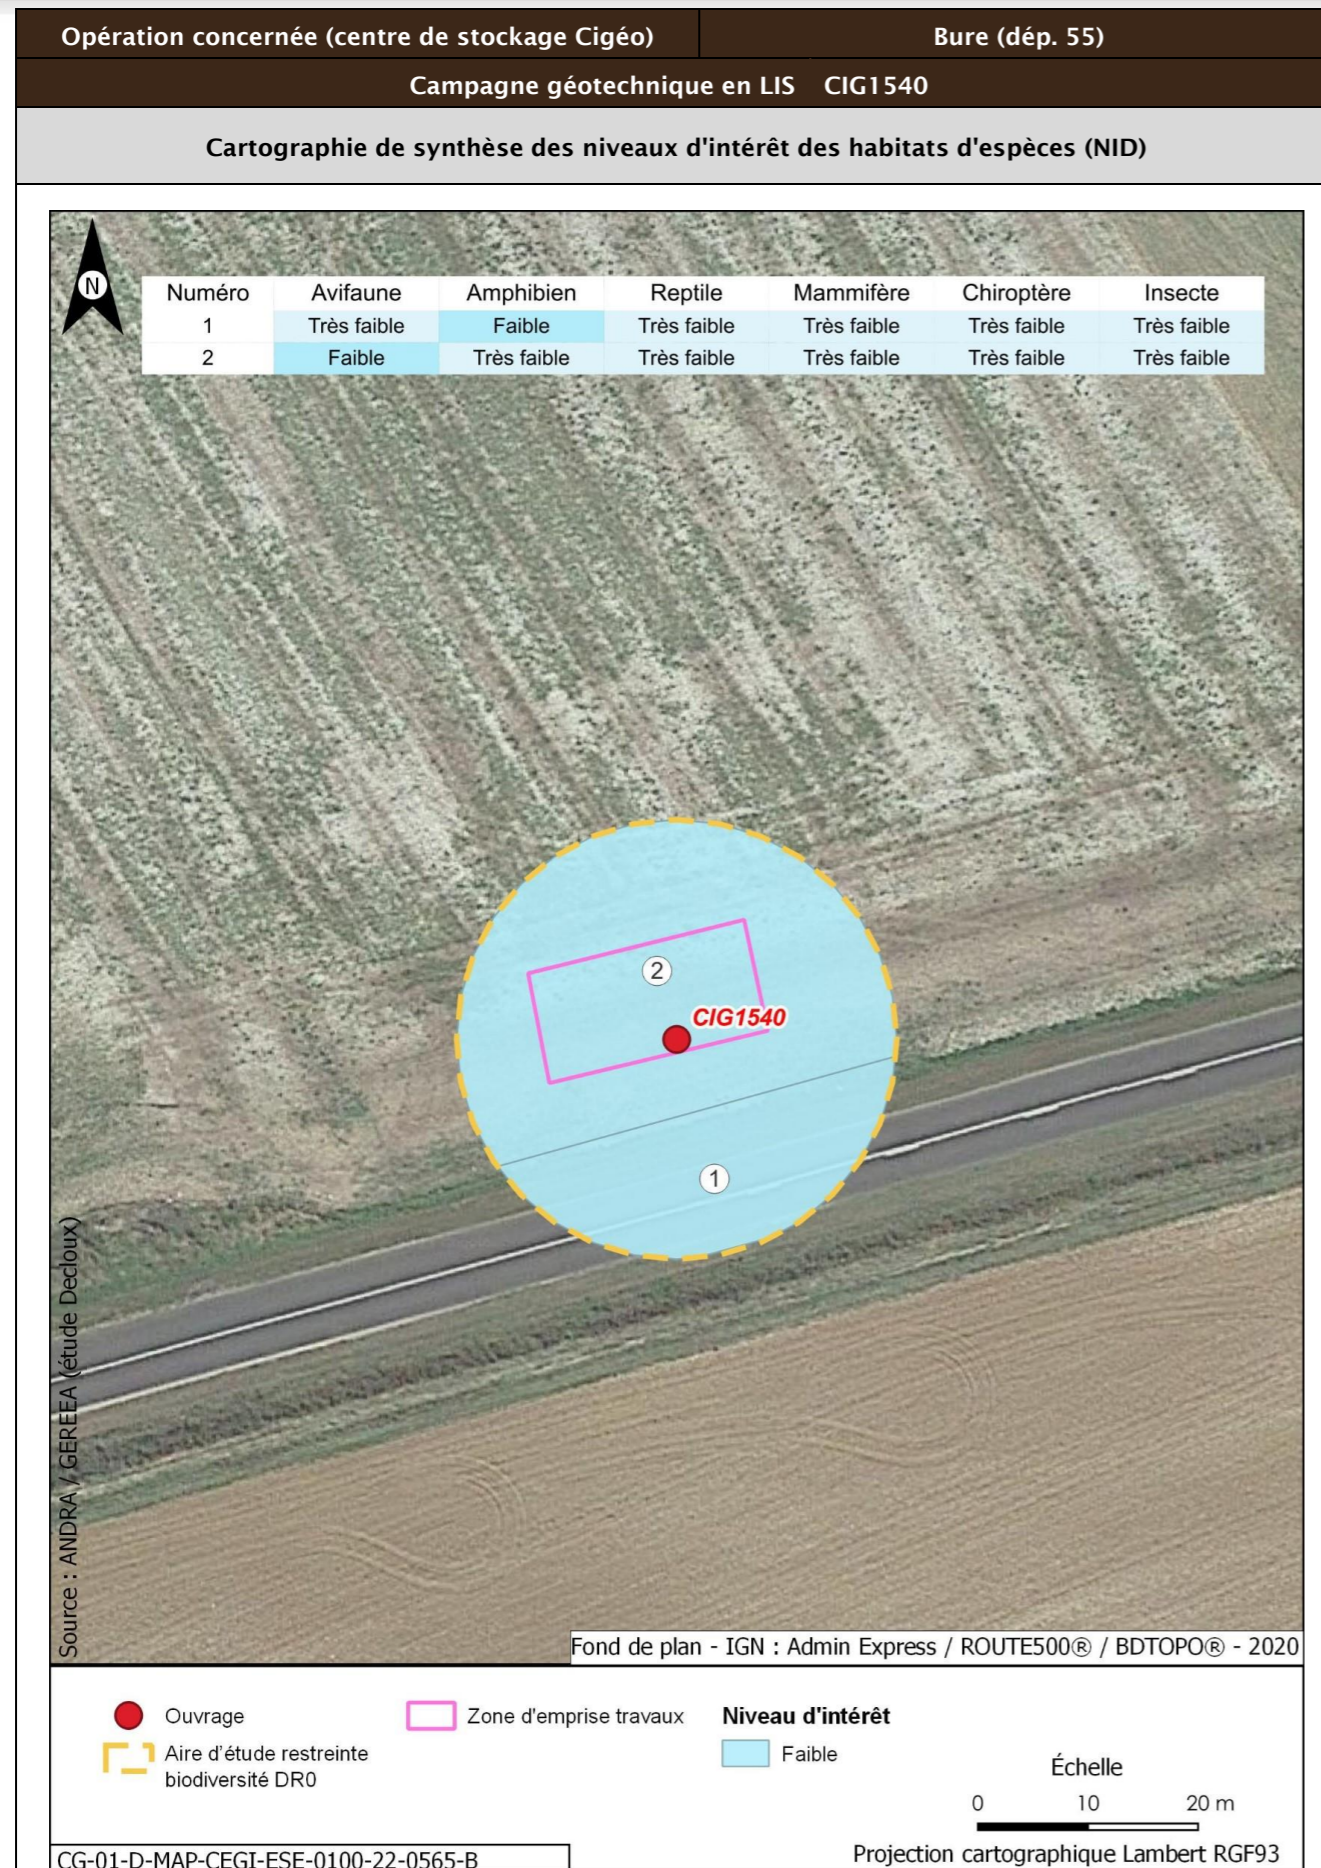 Opération concernée (centre de stockage Cigéo) Bure (dép. 55)
Campagne géotechnique en LIS CIG1540
Cartographie de synthèse des niveaux d'intérêt des habitats d'espèces (NID)
N
Numéro Avifaune Amphibien Reptile Mammifère Chiroptère Insecte
1 Très faible Faible Très faible Très faible Très faible Très faible
2 Faible Très faible Très faible Très faible Très faible Très faible
2
CIG1540
1
Source : ANDRA / GEREEA (étude Decloux)
Fond de plan - IGN : Admin Express / ROUTE500® / BDTOPO® - 2020
Ouvrage
Aire d'étude restreinte
biodiversité DR0
Zone d'emprise travaux
Niveau d'intérêt
Faible
Échelle
0 10 20 m
Projection cartographique Lambert RGF93
CG-01-D-MAP-CEGI-ESE-0100-22-0565-B